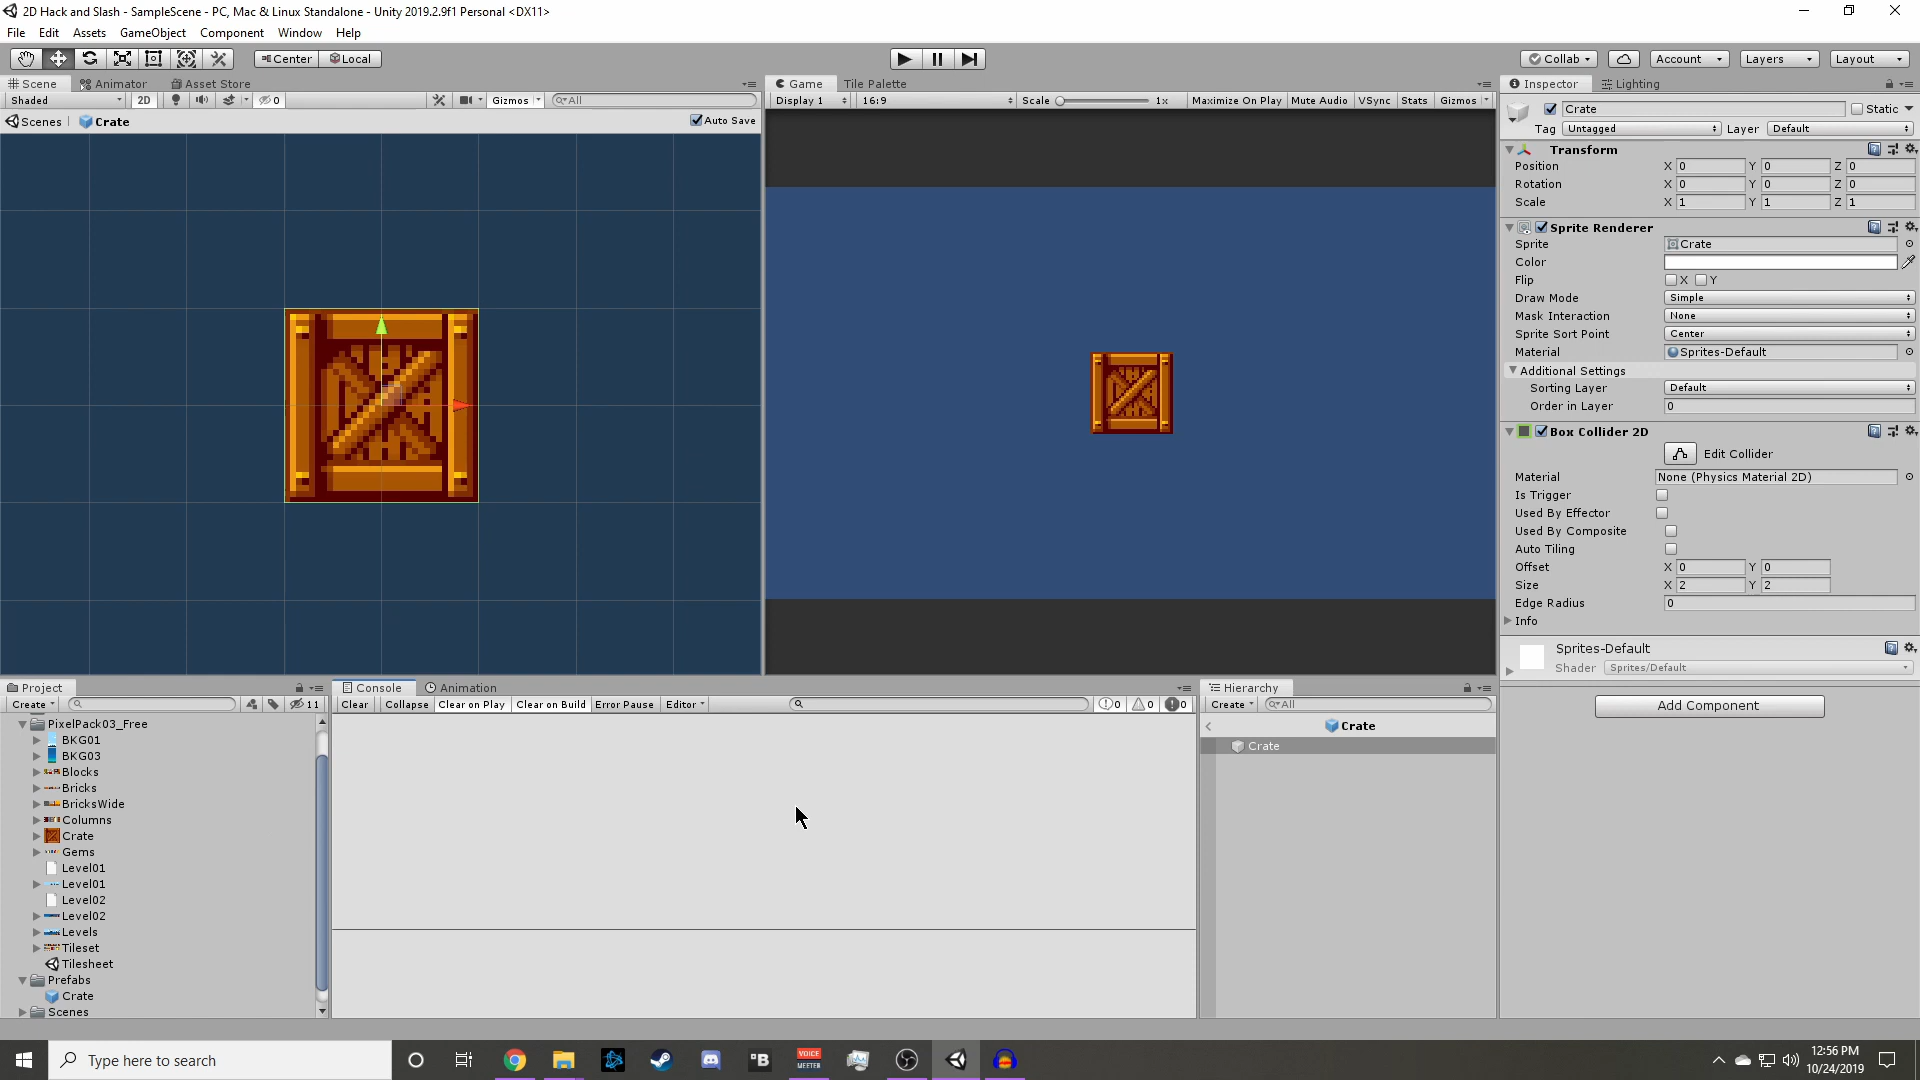 2D Hack and Slash - SampleScene - PC, Mac & Linux Standalone - Unity 2019.2.9f1 Personal <DX11>
File Edit Assets GameObject Component Window Help
Center Local Collab Account Layers Layout
Scene Animator Asset Store
Shaded 2D 0 Gizmos All
Scenes Crate Auto Save
Game Tile Palette
Display 1 16:9 Scale 1x Maximize On Play Mute Audio VSync Stats Gizmos
Inspector Lighting
Crate Static
Tag Untagged Layer Default
Transform
Position X 0 Y 0 Z 0
Rotation X 0 Y 0 Z 0
Scale X 1 Y 1 Z 1
Sprite Renderer
Sprite Crate
Color
Flip X Y
Draw Mode Simple
Mask Interaction None
Sprite Sort Point Center
Material Sprites-Default
Additional Settings
Sorting Layer Default
Order in Layer 0
Box Collider 2D
Edit Collider
Material None (Physics Material 2D)
Is Trigger
Used By Effector
Used By Composite
Auto Tiling
Offset X 0 Y 0
Size X 2 Y 2
Edge Radius 0
Info
Sprites-Default
Shader Sprites/Default
Add Component
Project
Create 11
PixelPack03_Free
BKG01
BKG03
Blocks
Bricks
BricksWide
Columns
Crate
Gems
Level01
Level01
Level02
Level02
Levels
Tileset
Tilesheet
Prefabs
Crate
Scenes
Console Animation
Clear Collapse Clear on Play Clear on Build Error Pause Editor 0 0 0
Hierarchy
Create All
Crate
Crate
Type here to search
B
VOICE
MEETER
12:56 PM
10/24/2019